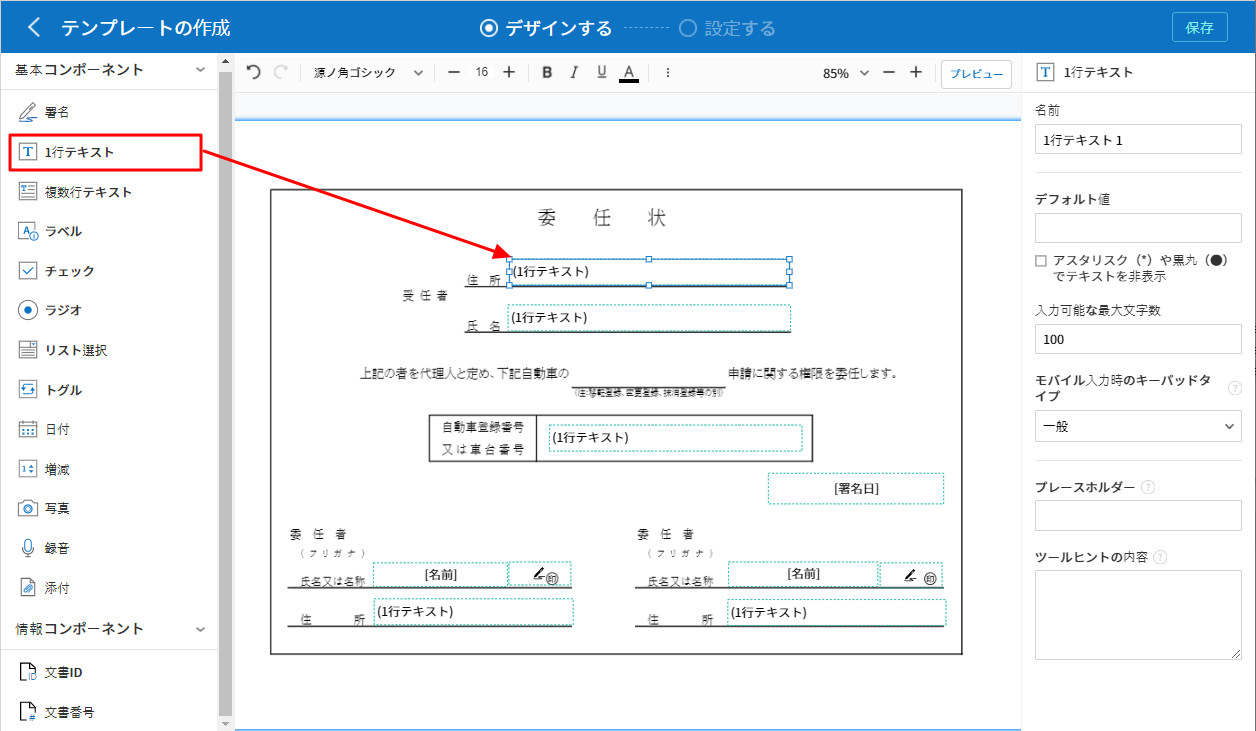 テンプレートの作成
デザインする
設定する
保存
基本コンポーネント
署名
1行テキスト
複数行テキスト
ラベル
チェック
ラジオ
リスト選択
トグル
日付
増減
写真
録音
添付
情報コンポーネント
文書ID
文書番号
源ノ角ゴシック
16
B I U A
85%
プレビュー
委 任 状
受任者
住 所
(1行テキスト)
氏 名
(1行テキスト)
上記の者を代理人と定め、下記自動車の 申請に関する権限を委任します。
(注:移転登録、変更登録、抹消登録等の別)
自動車登録番号
又は車台番号
(1行テキスト)
[署名日]
委 任 者
(フリガナ)
氏名又は名称
[名前]
印
住 所
(1行テキスト)
委 任 者
(フリガナ)
氏名又は名称
[名前]
印
住 所
(1行テキスト)
1行テキスト
名前
1行テキスト 1
デフォルト値
アスタリスク（*）や黒丸（●）
でテキストを非表示
入力可能な最大文字数
100
モバイル入力時のキーパッドタ
イプ
一般
プレースホルダー
ツールヒントの内容